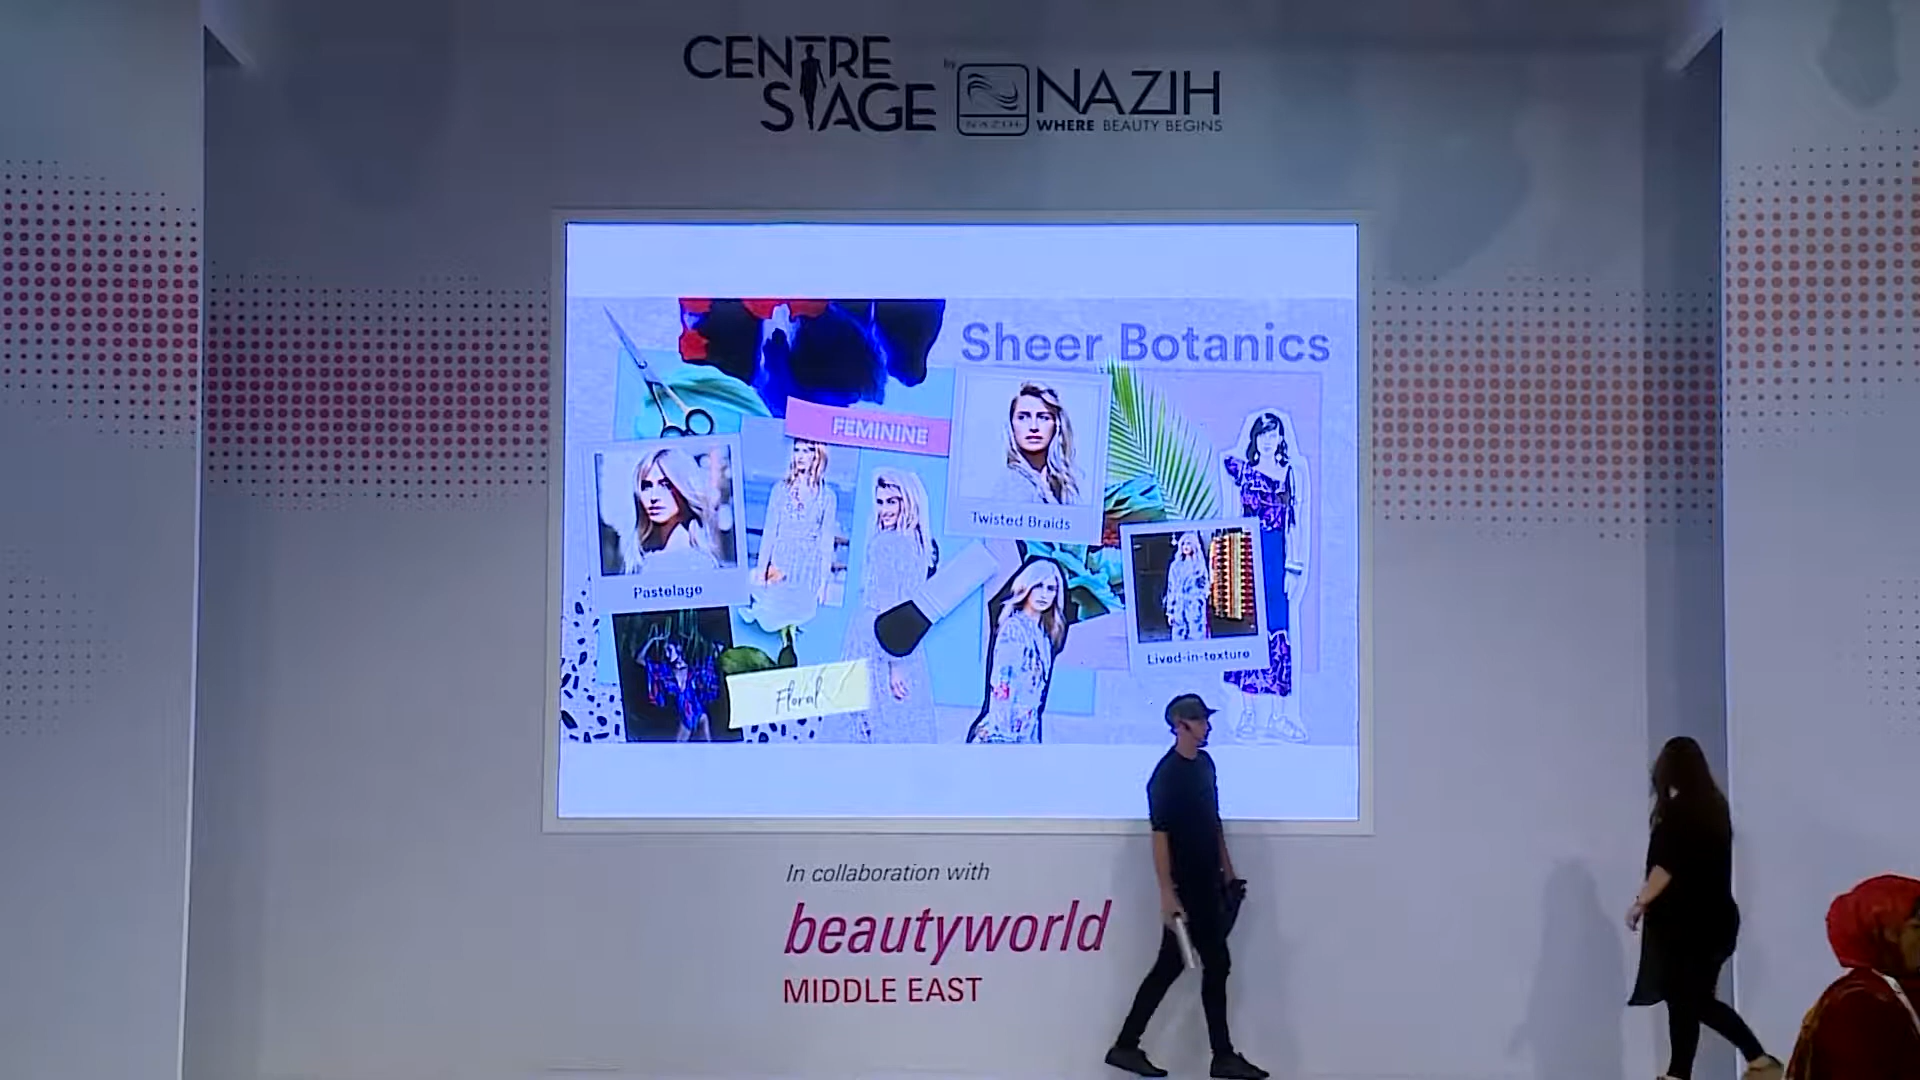 CENTRE
STAGE
by
NAZIH
NAZIH
WHERE BEAUTY BEGINS
Sheer Botanics
FEMININE
Twisted Braids
Pastelage
Lived-in-texture
Floral
In collaboration with
beautyworld
MIDDLE EAST